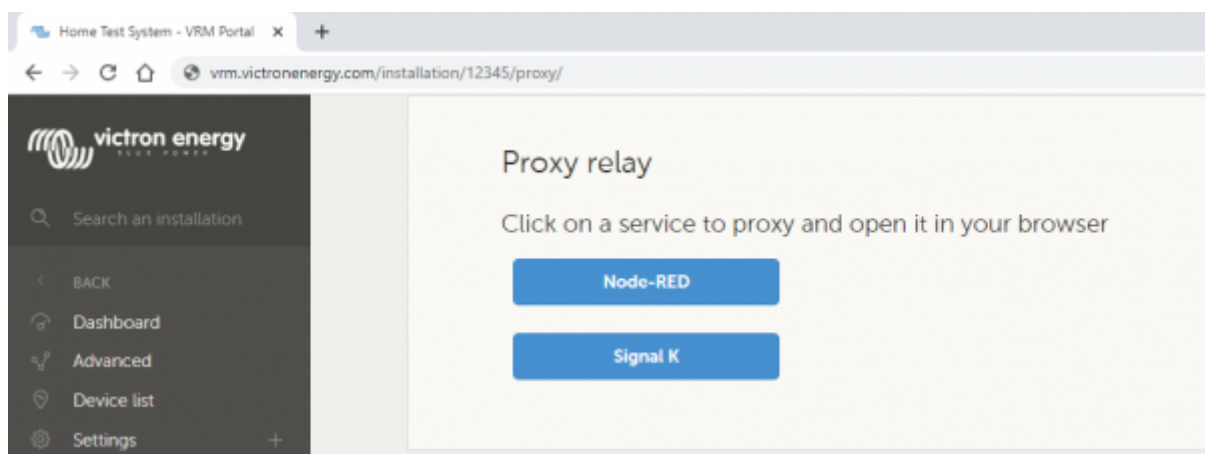 Home Test System - VRM Portal
vrm.victronenergy.com/installation/12345/proxy/
victron energy
BLUE POWER
Search an installation
BACK
Dashboard
Advanced
Device list
Settings
Proxy relay
Click on a service to proxy and open it in your browser
Node-RED
Signal K